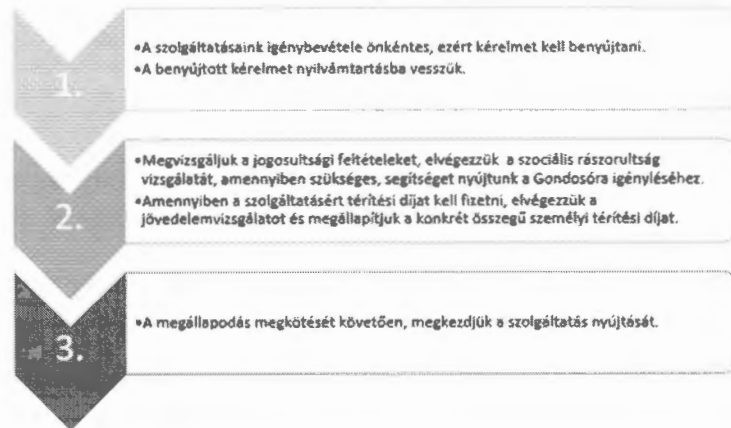 1.
•A szolgáltatásaink igénybevétele önkéntes, ezért kérelmet kell benyújtani.
•A benyújtott kérelmet nyilvámtartásba vesszük.
2.
•Megvizsgáljuk a jogosultsági feltételeket, elvégezzük a szociális rászorultság
vizsgálatát, amennyiben szükséges, segítséget nyújtunk a Gondosóra igényléséhez.
•Amennyiben a szolgáltatásért térítési díjat kell fizetni, elvégezzük a
jövedelemvizsgálatot és megállapítjuk a konkrét összegű személyi térítési díjat.
3.
•A megállapodás megkötését követően, megkezdjük a szolgáltatás nyújtását.